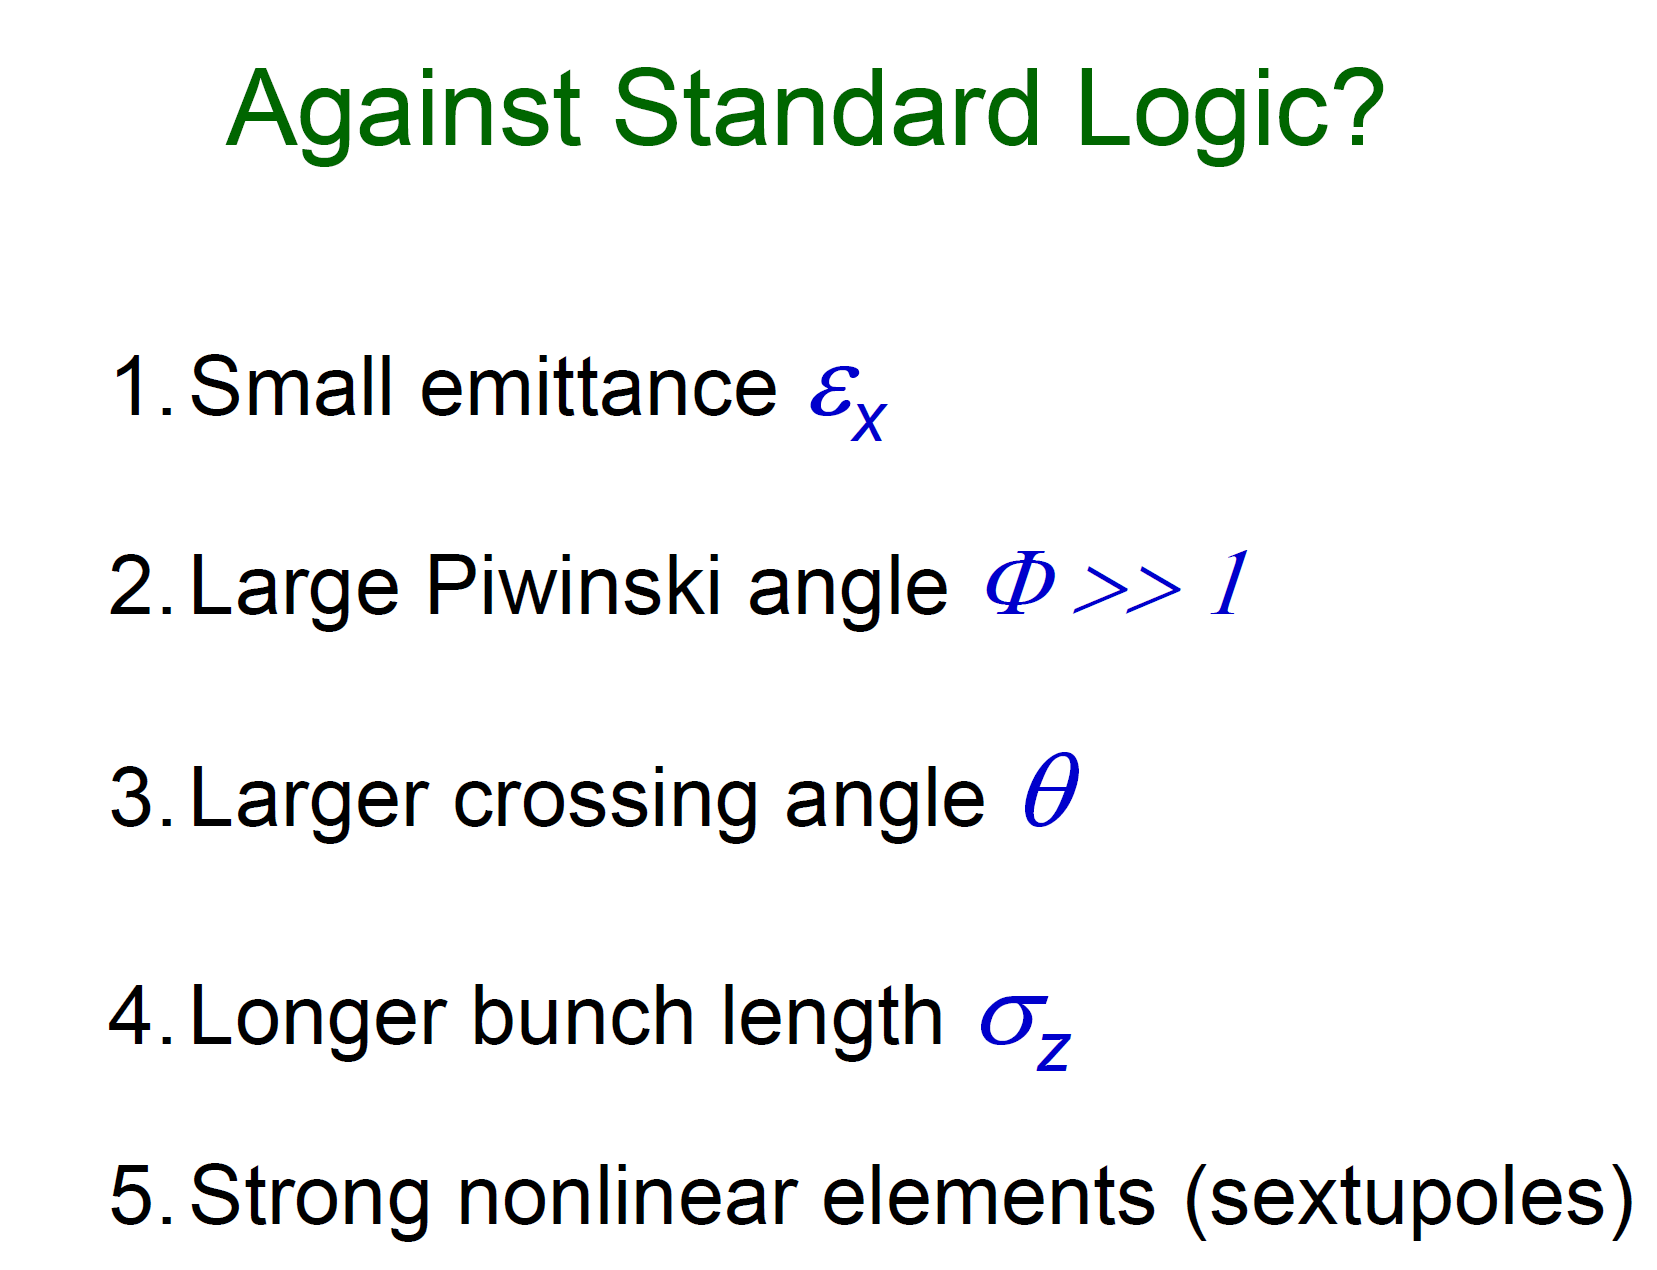 Against Standard Logic?
1. Small emittance εx
2. Large Piwinski angle Φ >> 1
3. Larger crossing angle θ
4. Longer bunch length σz
5. Strong nonlinear elements (sextupoles)